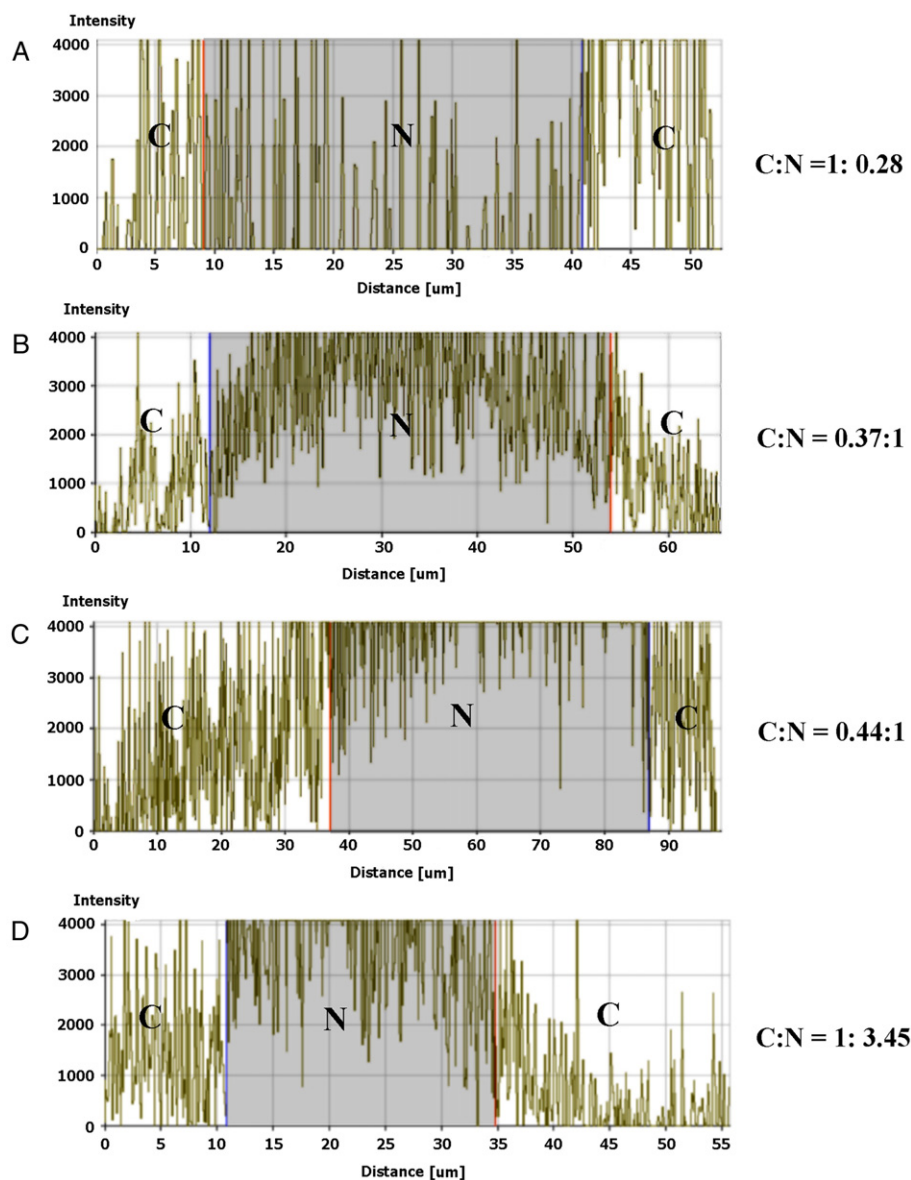 Intensity
A
4000
3000
2000
1000
0
C
N
C
C:N =1: 0.28
0 5 10 15 20 25 30 35 40 45 50
Distance [um]
Intensity
B
4000
3000
2000
1000
0
C
N
C
C:N = 0.37:1
0 10 20 30 40 50 60
Distance [um]
Intensity
C
4000
3000
2000
1000
0
C
N
C
C:N = 0.44:1
0 10 20 30 40 50 60 70 80 90
Distance [um]
Intensity
D
4000
3000
2000
1000
0
C
N
C
C:N = 1: 3.45
0 5 10 15 20 25 30 35 40 45 50 55
Distance [um]